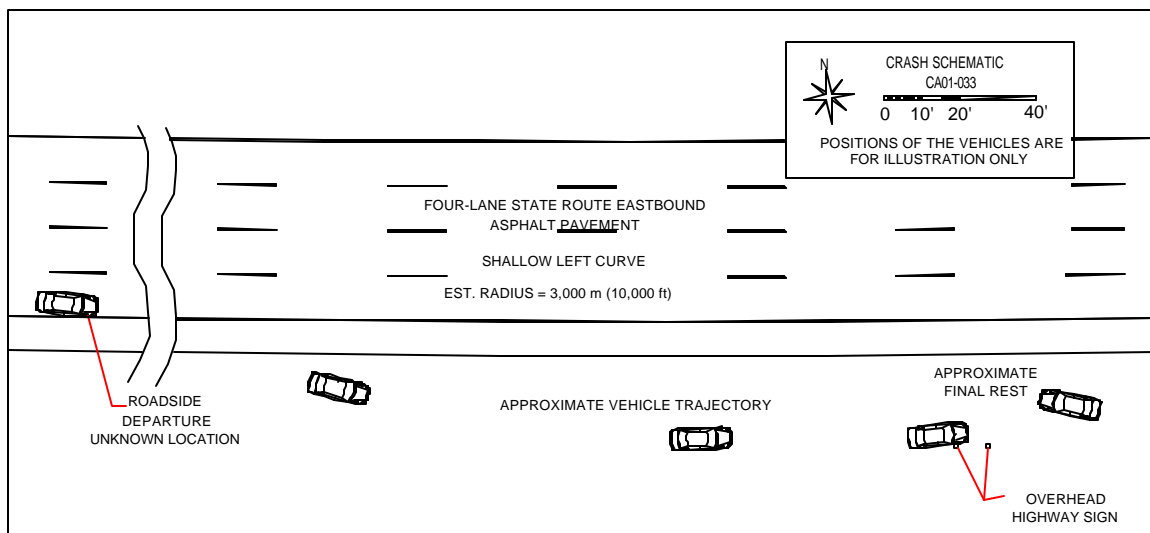 N
CRASH SCHEMATIC
CA01-033
0 10' 20' 40'
POSITIONS OF THE VEHICLES ARE
FOR ILLUSTRATION ONLY
FOUR-LANE STATE ROUTE EASTBOUND
ASPHALT PAVEMENT
SHALLOW LEFT CURVE
EST. RADIUS = 3,000 m (10,000 ft)
ROADSIDE
DEPARTURE
UNKNOWN LOCATION
APPROXIMATE VEHICLE TRAJECTORY
APPROXIMATE
FINAL REST
OVERHEAD
HIGHWAY SIGN